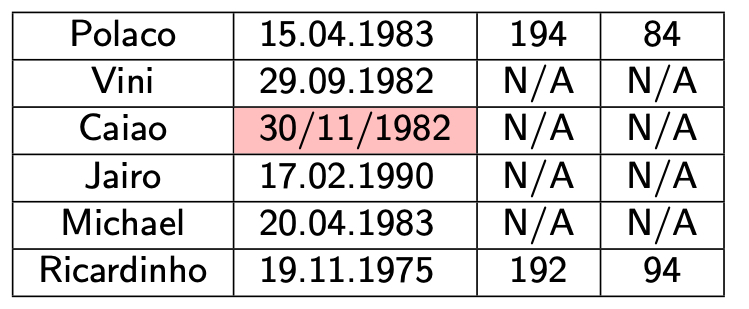 Polaco 15.04.1983 194 84
Vini 29.09.1982 N/A N/A
Caiao 30/11/1982 N/A N/A
Jairo 17.02.1990 N/A N/A
Michael 20.04.1983 N/A N/A
Ricardinho 19.11.1975 192 94